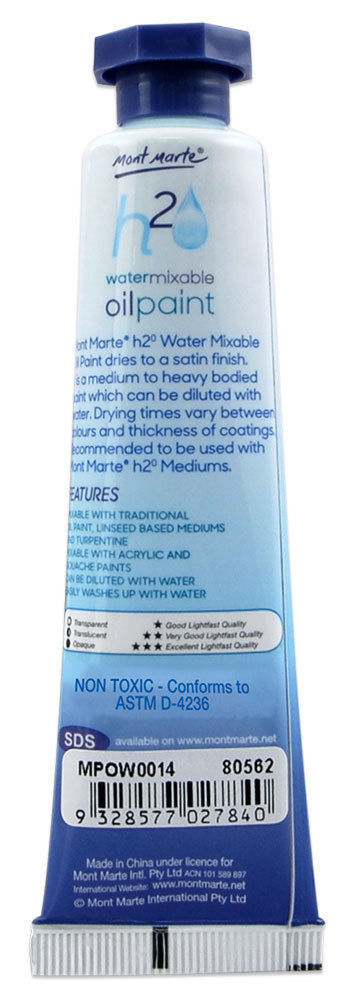 Mont Marte®
h2o
watermixable
oilpaint
Mont Marte® h2⁰ Water Mixable
Oil Paint dries to a satin finish.
is a medium to heavy bodied
paint which can be diluted with
water. Drying times vary between
colours and thickness of coatings
Recommended to be used with
Mont Marte® h2⁰ Mediums.
FEATURES
MIXABLE WITH TRADITIONAL
OIL PAINT, LINSEED BASED MEDIUMS
AND TURPENTINE
MIXABLE WITH ACRYLIC AND
GOUACHE PAINTS
CAN BE DILUTED WITH WATER
EASILY WASHES UP WITH WATER
Transparent ★ Good Lightfast Quality
Translucent ★★ Very Good Lightfast Quality
Opaque ★★★ Excellent Lightfast Quality
NON TOXIC - Conforms to
ASTM D-4236
SDS available on www.montmarte.net
MPOW0014 80562
9 328577 027840
Made in China under licence for
Mont Marte Intl. Pty Ltd ACN 101 589 897
International Website: www.montmarte.net
© Mont Marte International Pty Ltd